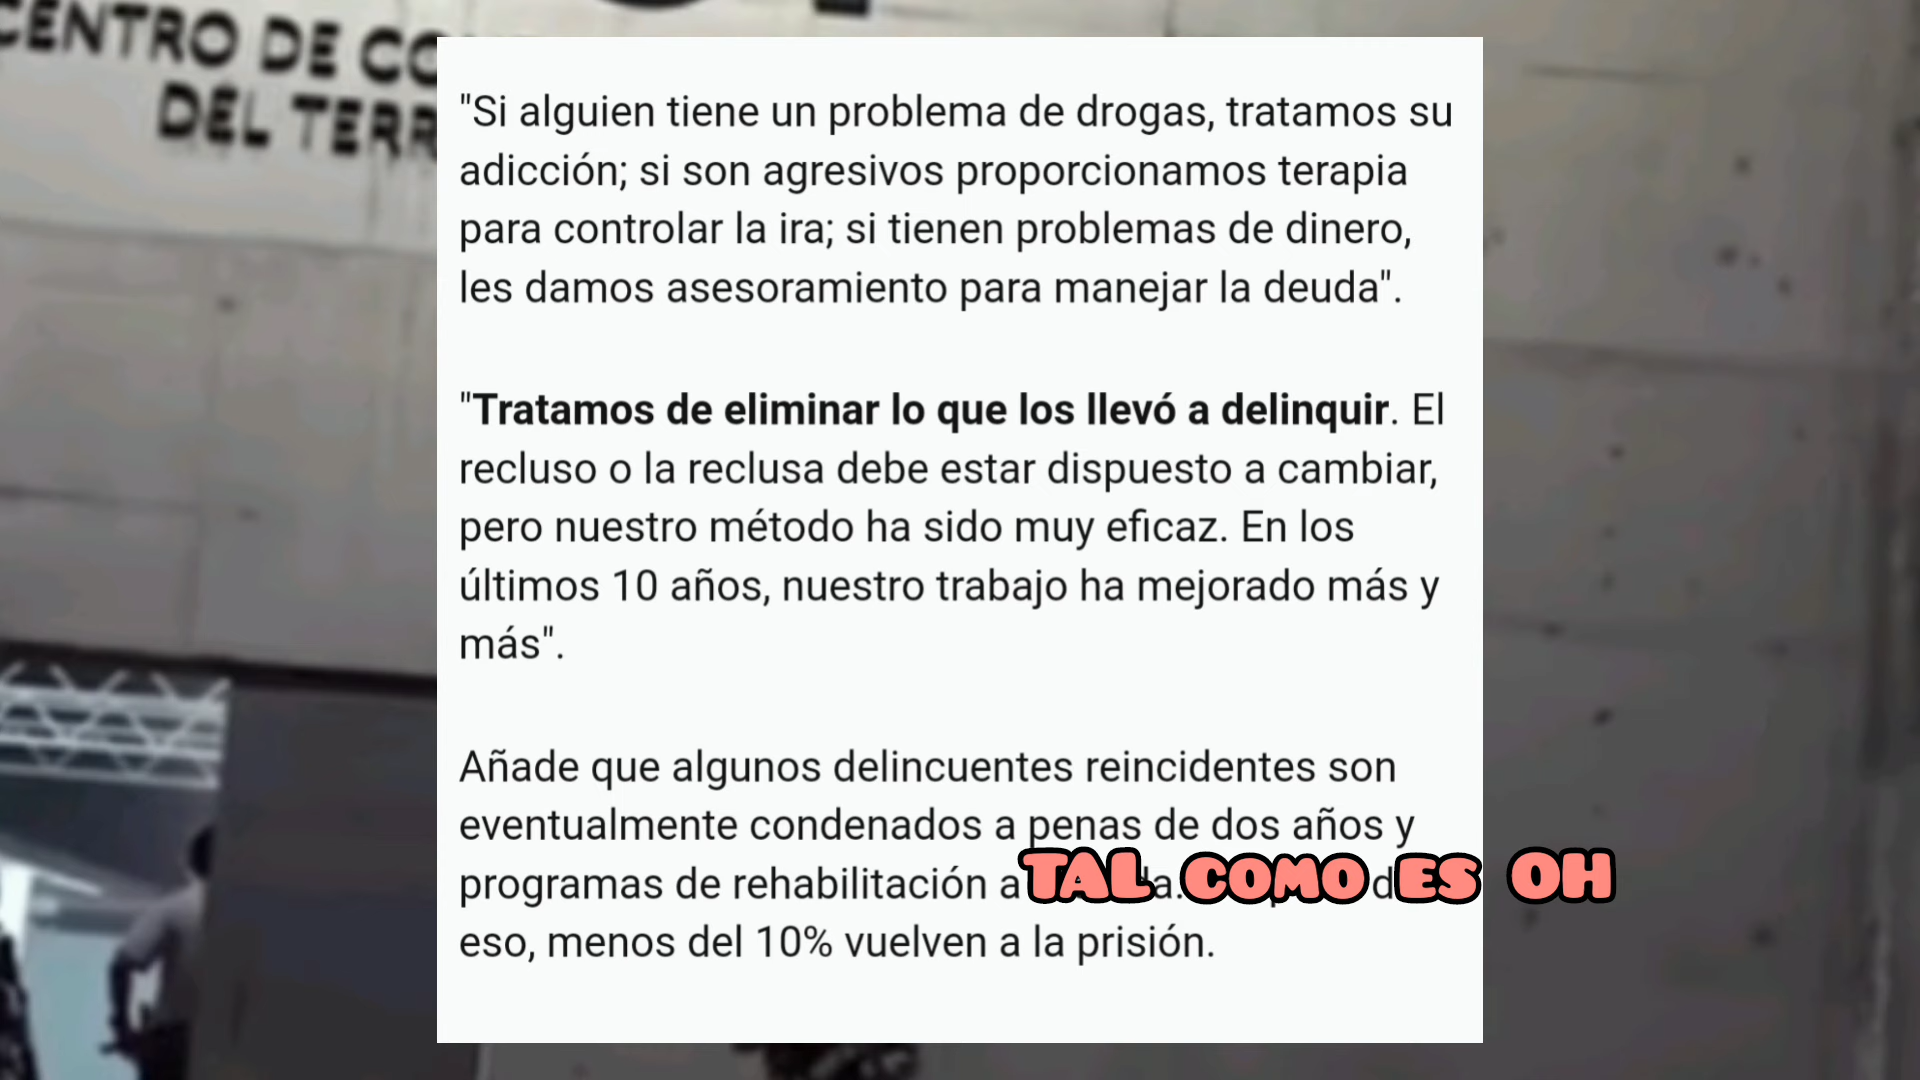 CENTRO DE CO
DEL TERR
"Si alguien tiene un problema de drogas, tratamos su
adicción; si son agresivos proporcionamos terapia
para controlar la ira; si tienen problemas de dinero,
les damos asesoramiento para manejar la deuda".
"Tratamos de eliminar lo que los llevó a delinquir. El
recluso o la reclusa debe estar dispuesto a cambiar,
pero nuestro método ha sido muy eficaz. En los
últimos 10 años, nuestro trabajo ha mejorado más y
más".
Añade que algunos delincuentes reincidentes son
eventualmente condenados a penas de dos años y
programas de rehabilitación a
TAL COMO ES OH
eso, menos del 10% vuelven a la prisión.